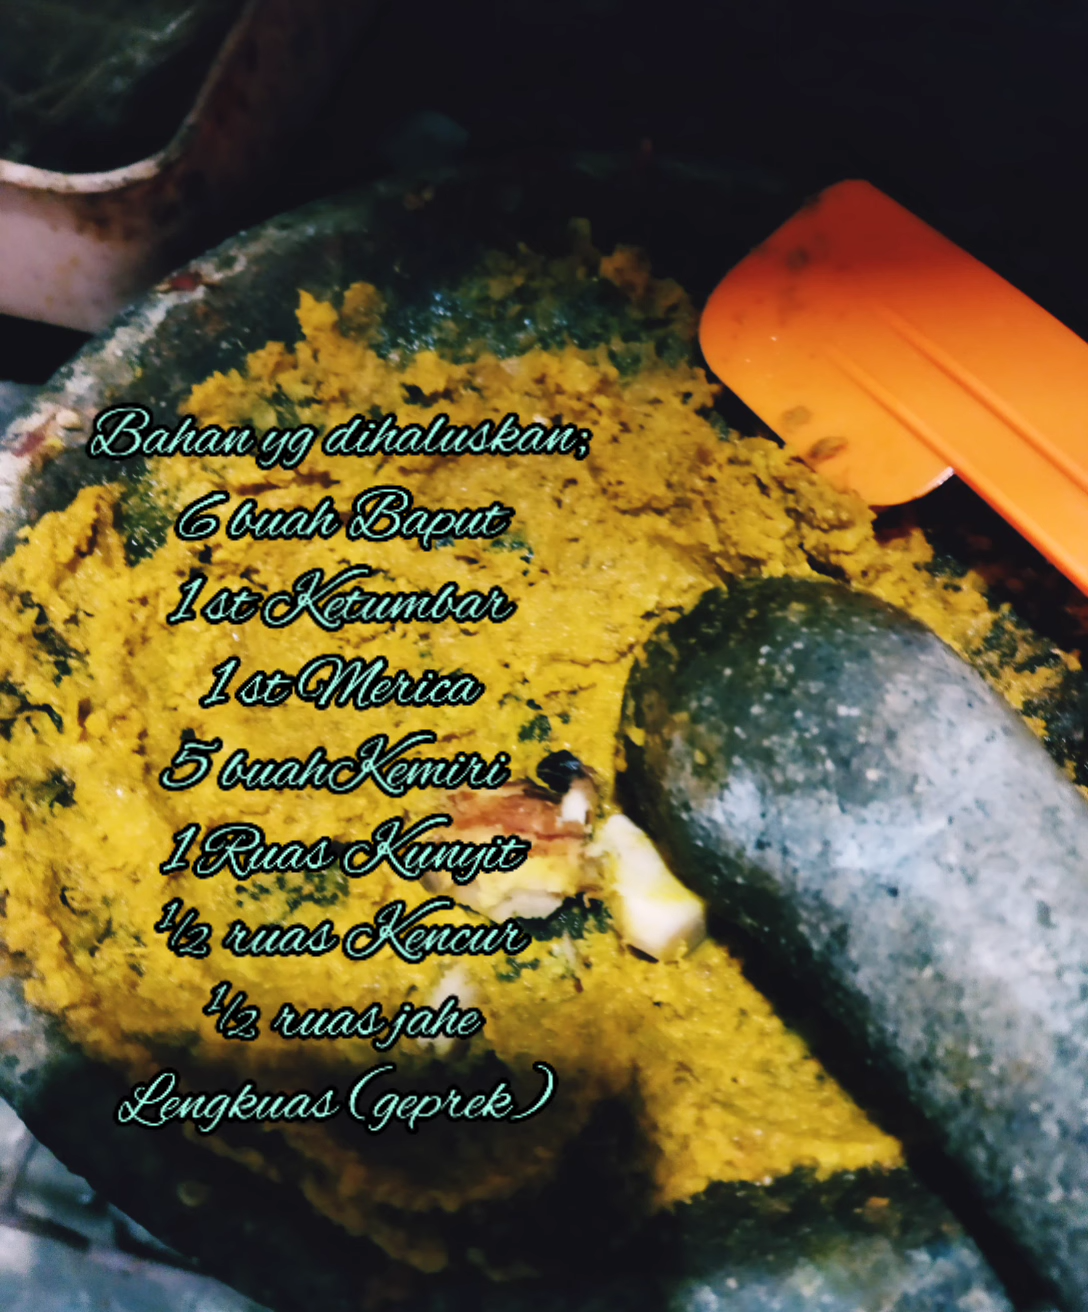 Bahan yg dihaluskan;
6 buah Baput
1 st Ketumbar
1 st Merica
5 buah Kemiri
1 Ruas Kunyit
1/2 ruas Kencur
1/2 ruas jahe
Lengkuas (geprek)